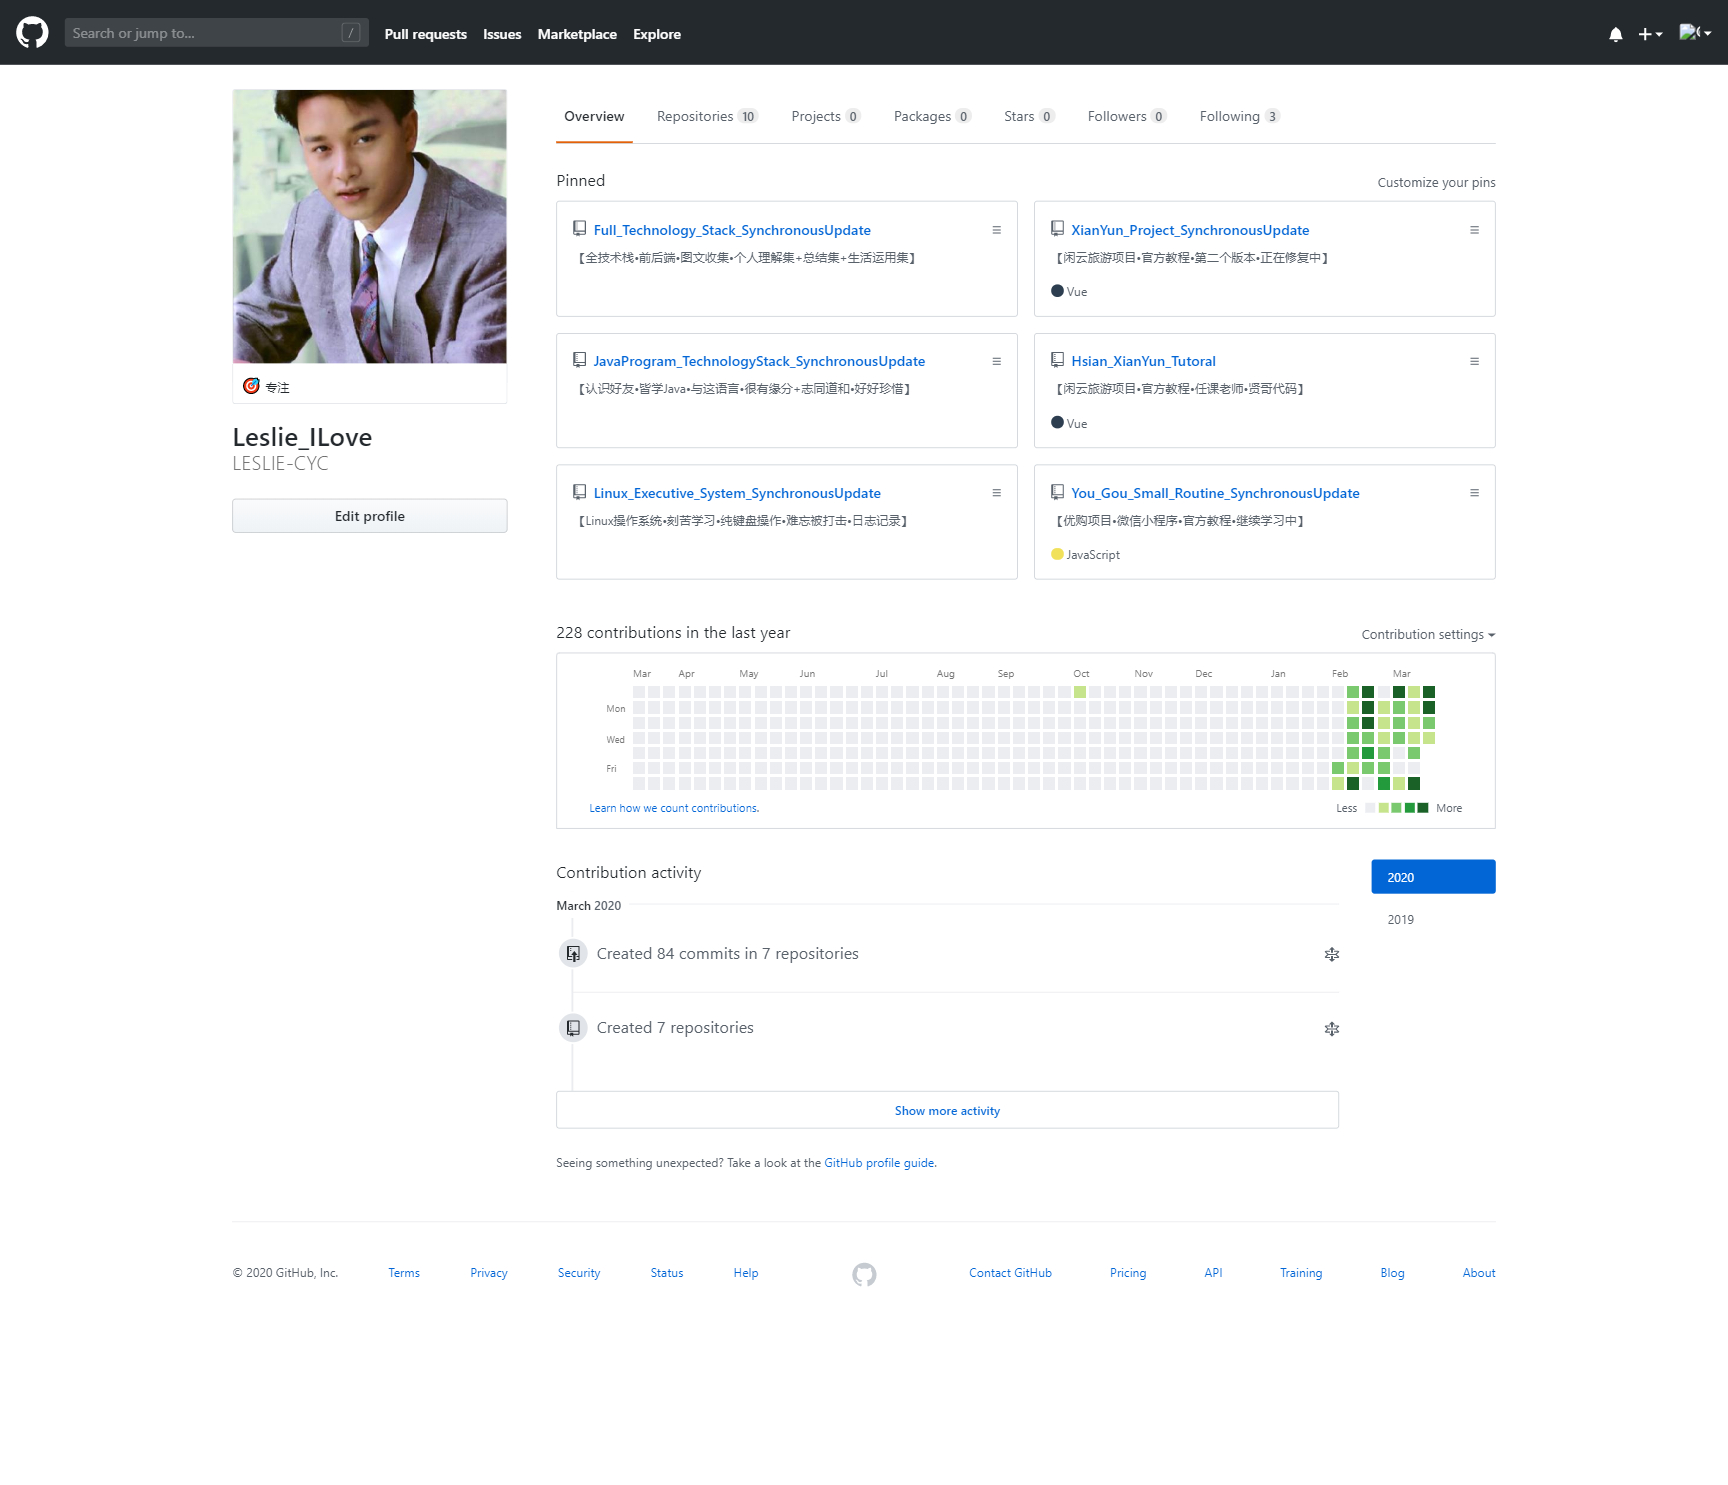 Search or jump to...
/
Pull requests
Issues
Marketplace
Explore
Overview
Repositories 10
Projects 0
Packages 0
Stars 0
Followers 0
Following 3
专注
Leslie_ILove
LESLIE-CYC
Edit profile
Pinned
Customize your pins
Full_Technology_Stack_SynchronousUpdate
【全技术栈•前后端•图文收集•个人理解集+总结集+生活运用集】
XianYun_Project_SynchronousUpdate
【闲云旅游项目•官方教程•第二个版本•正在修复中】
Vue
JavaProgram_TechnologyStack_SynchronousUpdate
【认识好友•皆学Java•与这语言•很有缘分+志同道和•好好珍惜】
Hsian_XianYun_Tutoral
【闲云旅游项目•官方教程•任课老师•贤哥代码】
Vue
Linux_Executive_System_SynchronousUpdate
【Linux操作系统•刻苦学习•纯键盘操作•难忘被打击•日志记录】
You_Gou_Small_Routine_SynchronousUpdate
【优购项目•微信小程序•官方教程•继续学习中】
JavaScript
228 contributions in the last year
Contribution settings
Mar Apr May Jun Jul Aug Sep Oct Nov Dec Jan Feb Mar
Mon
Wed
Fri
Learn how we count contributions.
Less
More
Contribution activity
2020
2019
March 2020
Created 84 commits in 7 repositories
Created 7 repositories
Show more activity
Seeing something unexpected? Take a look at the GitHub profile guide.
© 2020 GitHub, Inc.
Terms
Privacy
Security
Status
Help
Contact GitHub
Pricing
API
Training
Blog
About